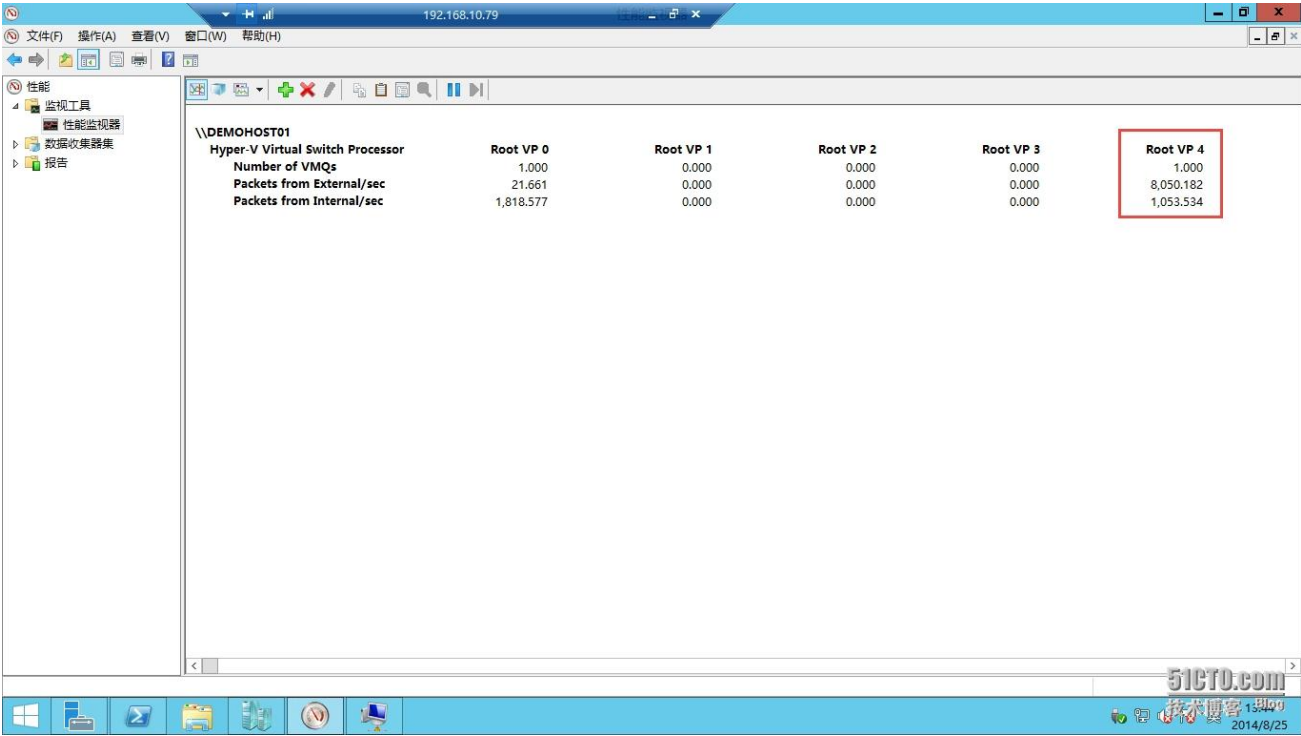 192.168.10.79
文件(F) 操作(A) 查看(V) 窗口(W) 帮助(H)
性能
监视工具
性能监视器
数据收集器集
报告
\\DEMOHOST01
Hyper-V Virtual Switch Processor Root VP 0 Root VP 1 Root VP 2 Root VP 3 Root VP 4
Number of VMQs 1.000 0.000 0.000 0.000 1.000
Packets from External/sec 21.661 0.000 0.000 0.000 8,050.182
Packets from Internal/sec 1,818.577 0.000 0.000 0.000 1,053.534
51CTO.com
技术博客 Blog
2014/8/25